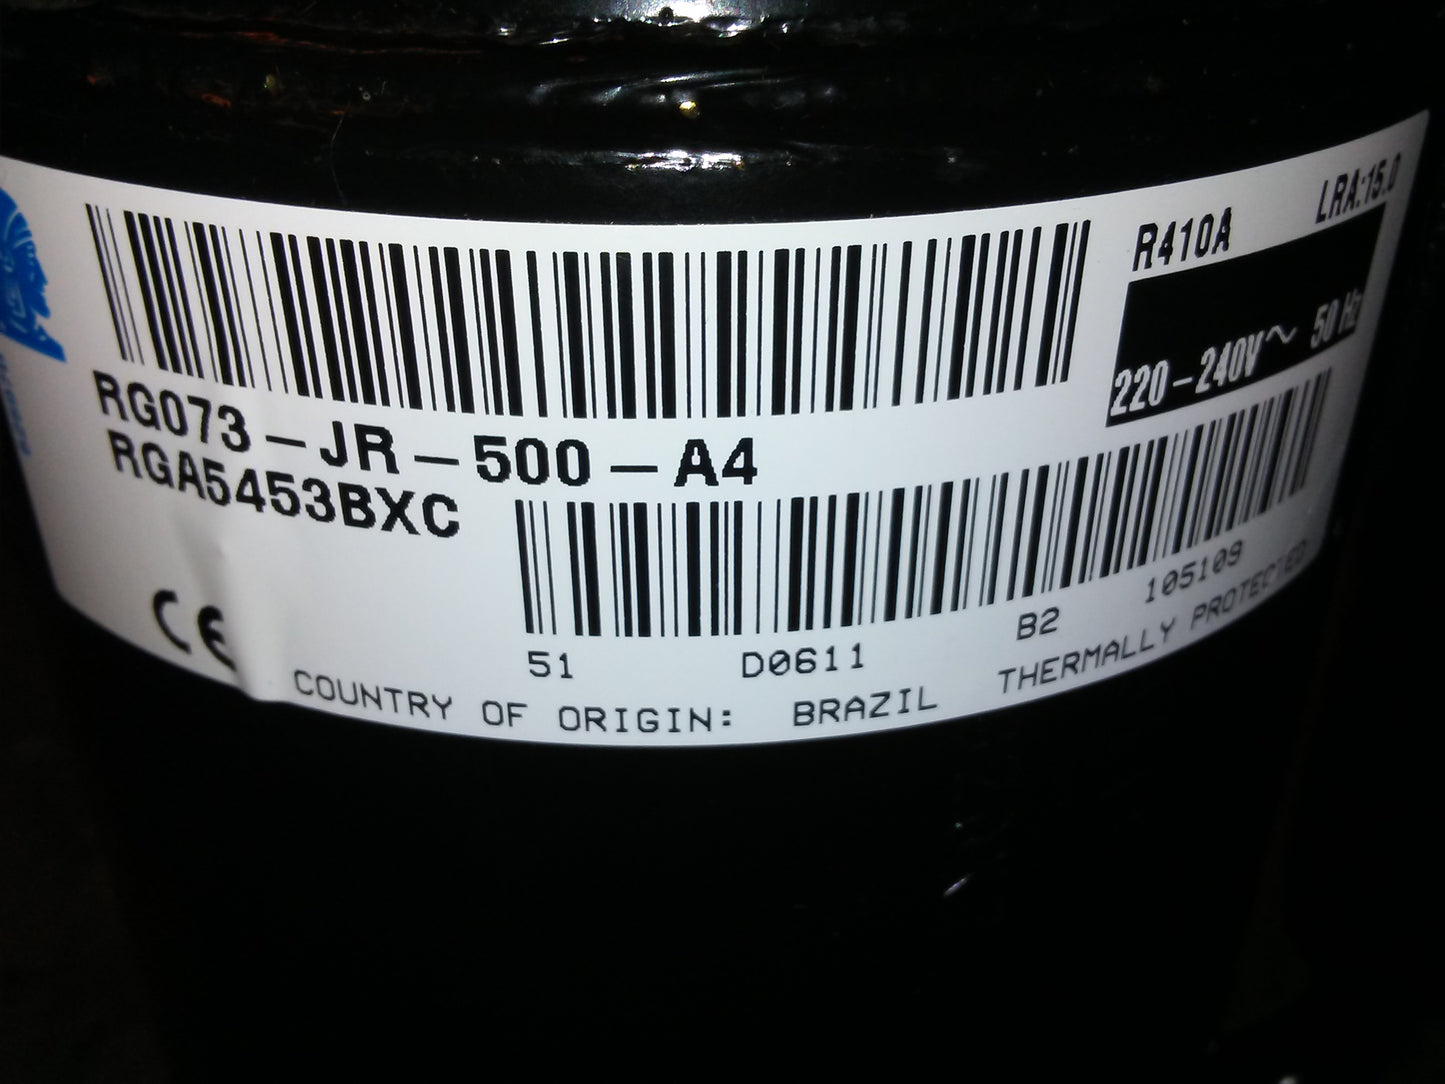 R410A
LRA:15.0
220-240V~ 50 Hz
RG073-JR-500-A4
RGA5453BXC
51 D0611 B2 105109
CE
COUNTRY OF ORIGIN: BRAZIL THERMALLY PROTECTED